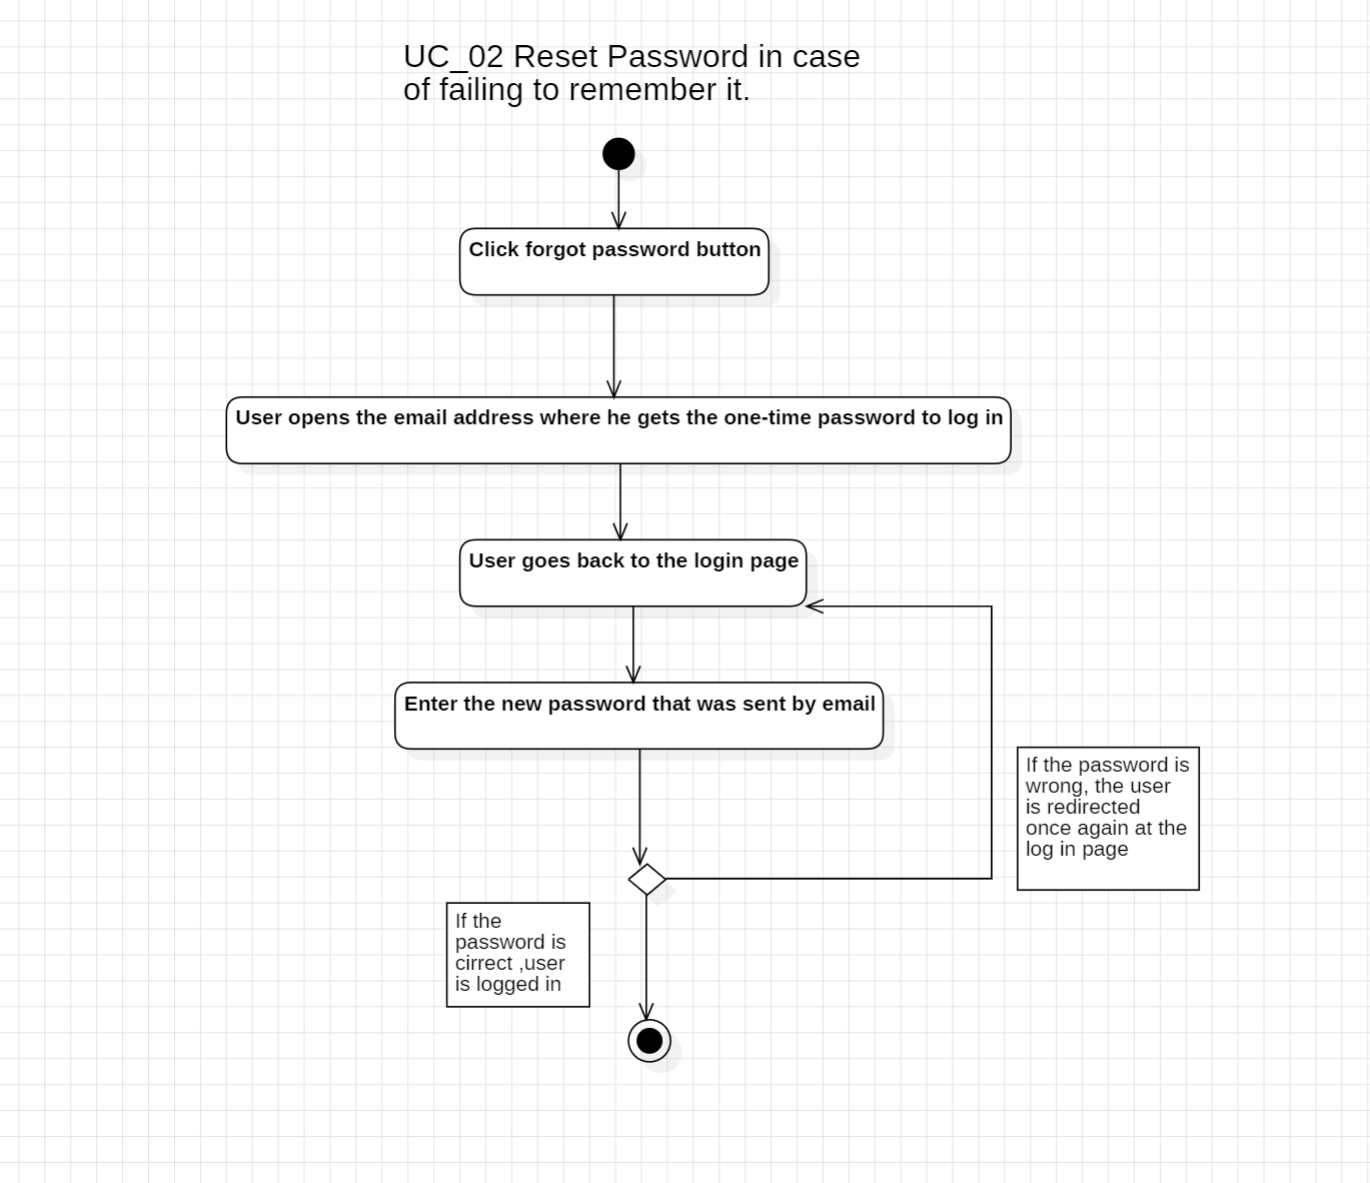 UC_02 Reset Password in case
of failing to remember it.
Click forgot password button
User opens the email address where he gets the one-time password to log in
User goes back to the login page
Enter the new password that was sent by email
If the password is
wrong, the user
is redirected
once again at the
log in page
If the
password is
cirrect ,user
is logged in